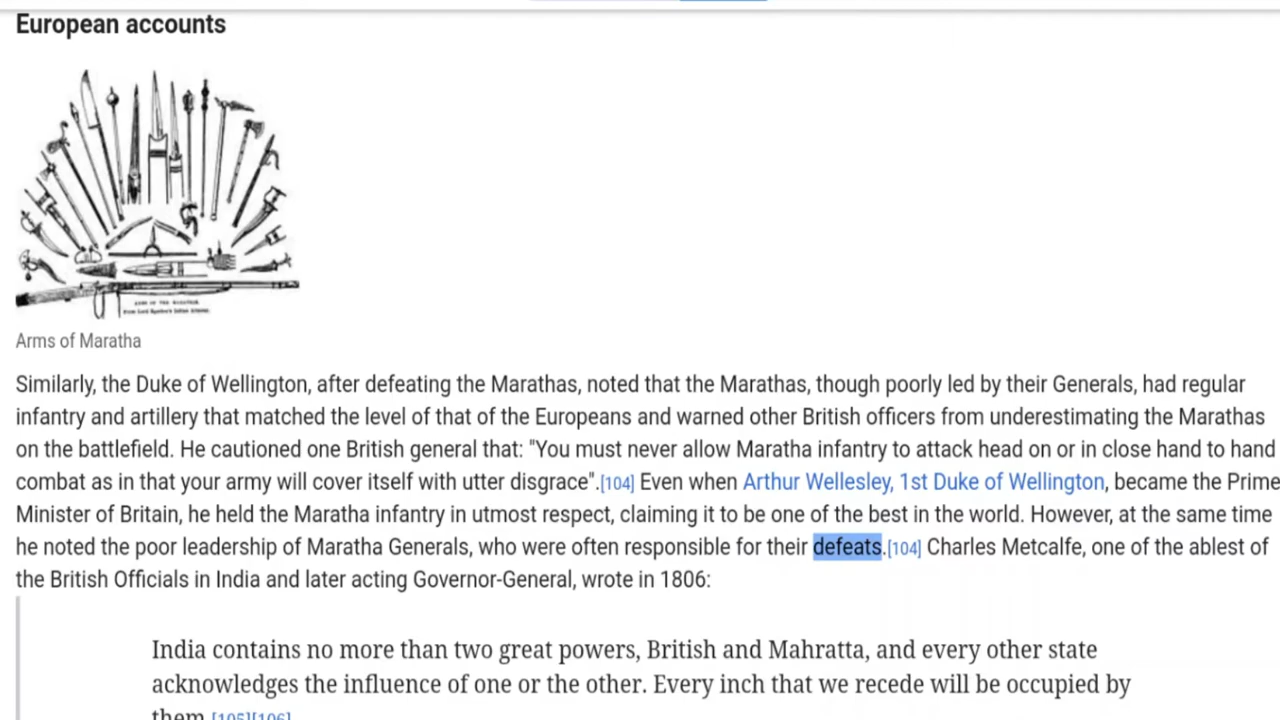 European accounts
Arms of Maratha
Similarly, the Duke of Wellington, after defeating the Marathas, noted that the Marathas, though poorly led by their Generals, had regular
infantry and artillery that matched the level of that of the Europeans and warned other British officers from underestimating the Marathas
on the battlefield. He cautioned one British general that: "You must never allow Maratha infantry to attack head on or in close hand to hand
combat as in that your army will cover itself with utter disgrace".[104] Even when Arthur Wellesley, 1st Duke of Wellington, became the Prime
Minister of Britain, he held the Maratha infantry in utmost respect, claiming it to be one of the best in the world. However, at the same time
he noted the poor leadership of Maratha Generals, who were often responsible for their defeats.[104] Charles Metcalfe, one of the ablest of
the British Officials in India and later acting Governor-General, wrote in 1806:
India contains no more than two great powers, British and Mahratta, and every other state
acknowledges the influence of one or the other. Every inch that we recede will be occupied by
them.[105][106]